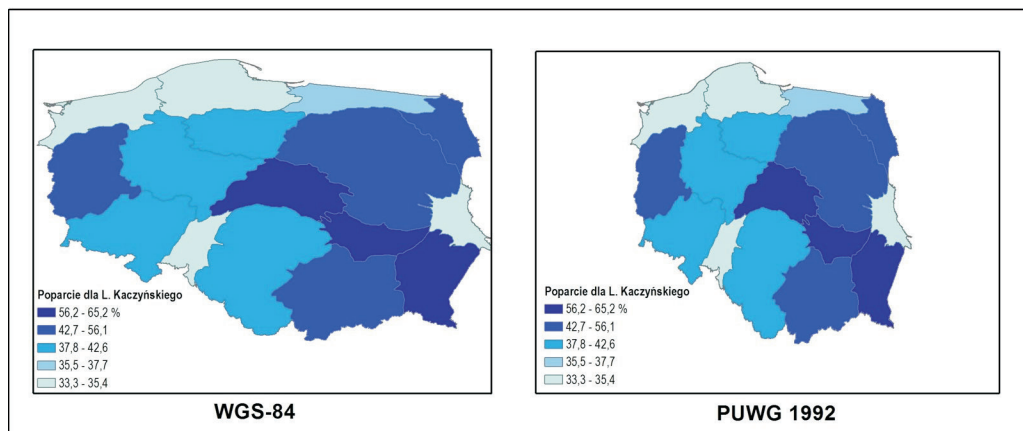 Poparcie dla L. Kaczyńskiego
56,2 - 65,2 %
42,7 - 56,1
37,8 - 42,6
35,5 - 37,7
33,3 - 35,4
WGS-84
Poparcie dla L. Kaczyńskiego
56,2 - 65,2 %
42,7 - 56,1
37,8 - 42,6
35,5 - 37,7
33,3 - 35,4
PUWG 1992